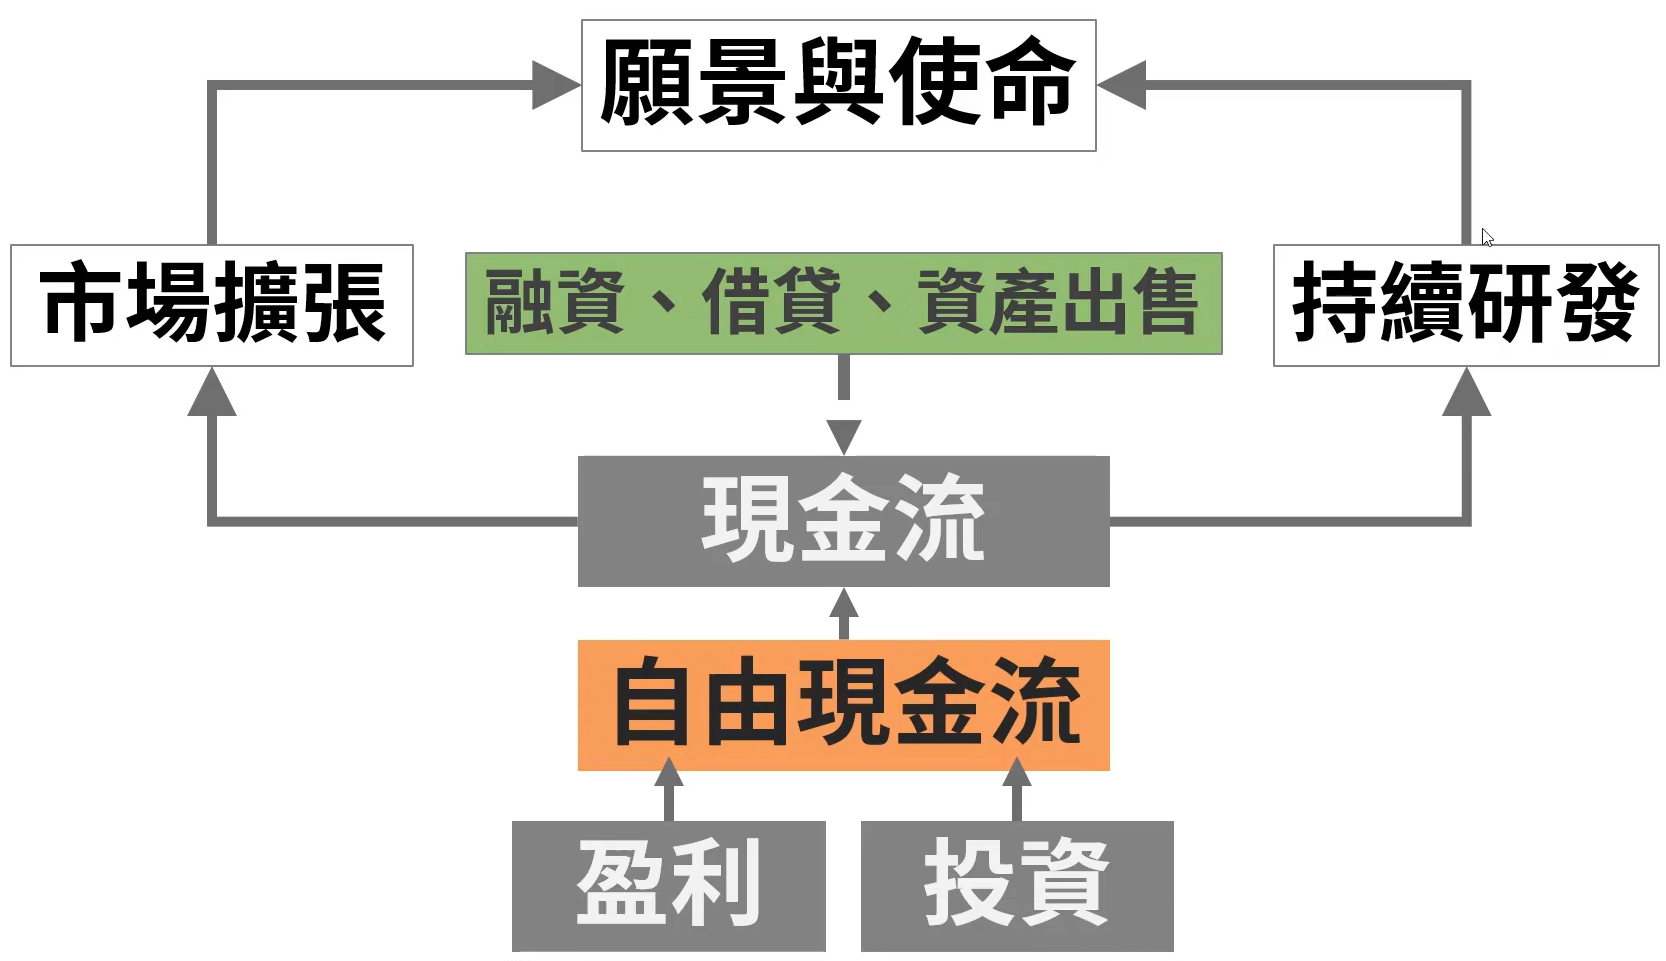 願景與使命
市場擴張
融資、借貸、資產出售
持續研發
現金流
自由現金流
盈利
投資